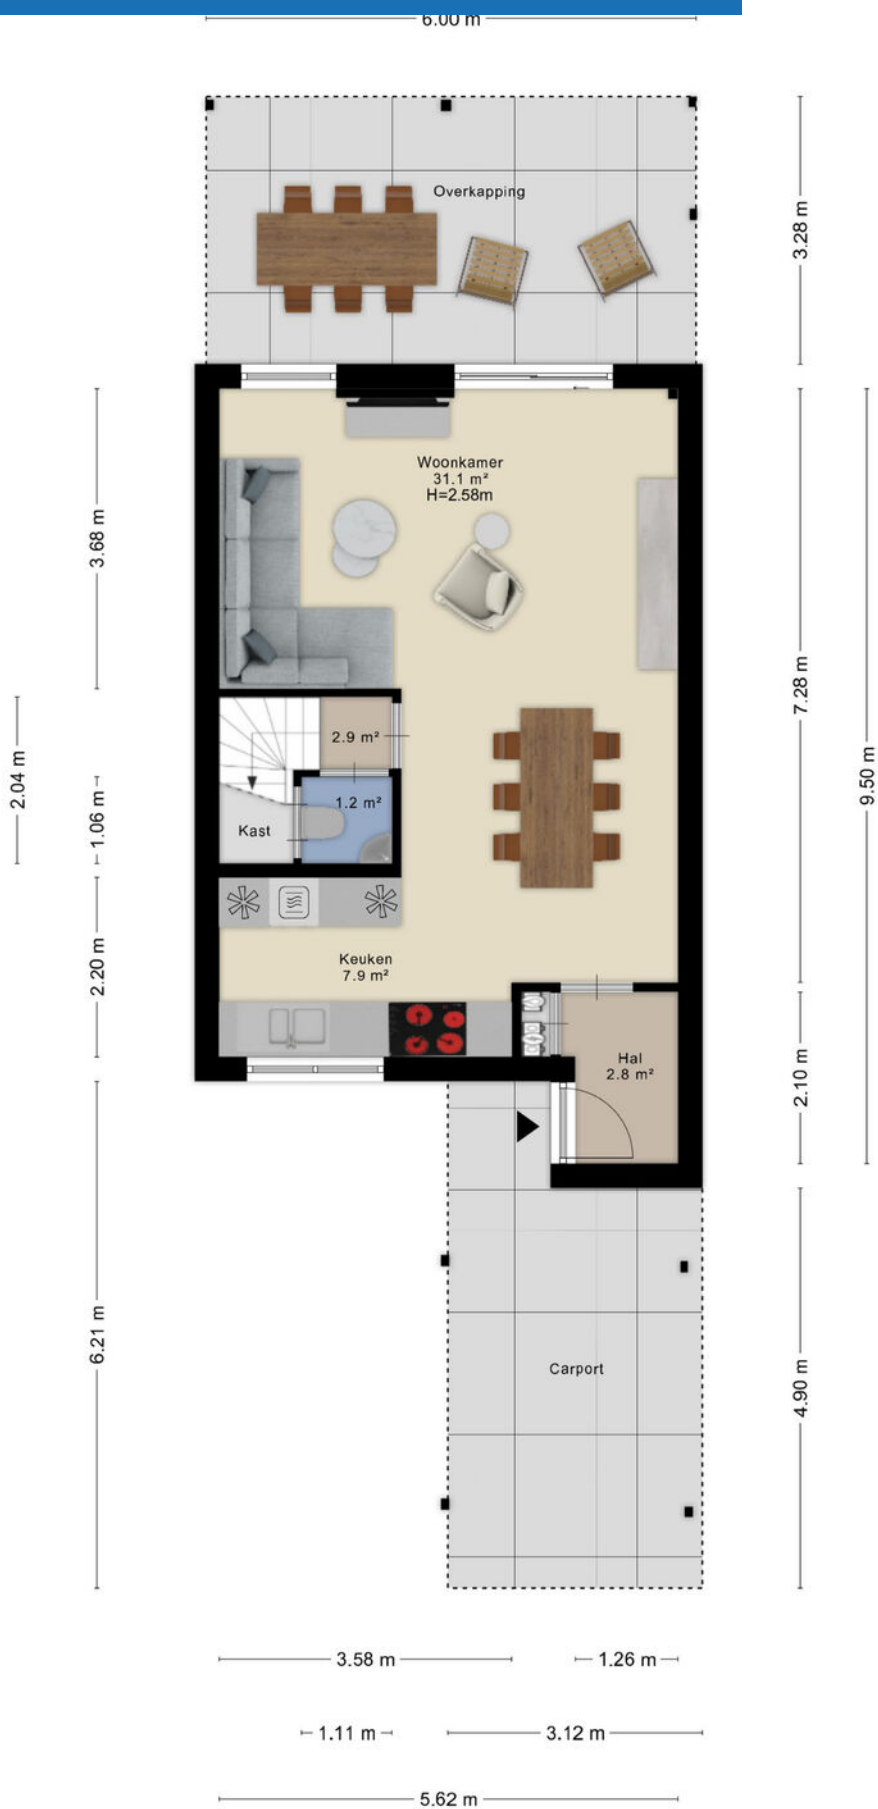 6.00 m
Overkapping
3.28 m
Woonkamer
31.1 m²
H=2.58m
3.68 m
7.28 m
9.50 m
2.04 m
2.9 m²
1.06 m
1.2 m²
Kast
2.20 m
Keuken
7.9 m²
Hal
2.8 m²
2.10 m
6.21 m
Carport
4.90 m
3.58 m
1.26 m
1.11 m
3.12 m
5.62 m